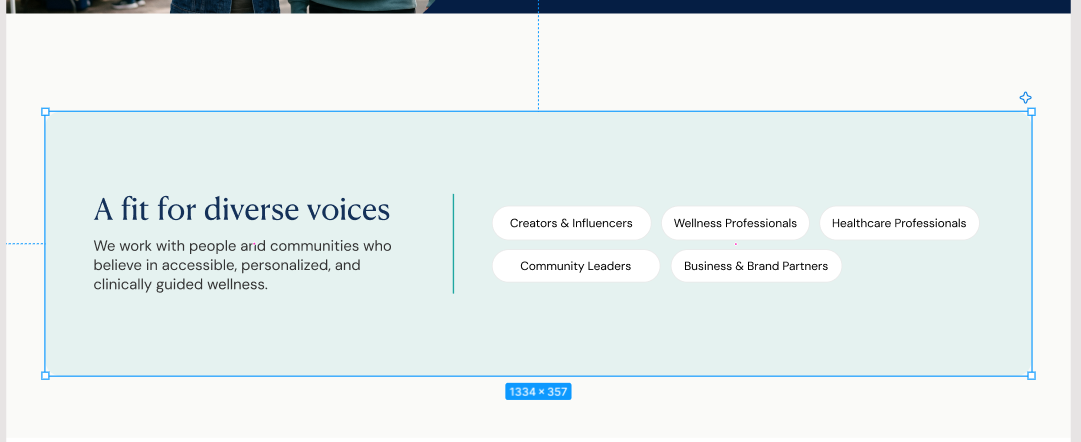 A fit for diverse voices
We work with people and communities who
believe in accessible, personalized, and
clinically guided wellness.
Creators & Influencers
Wellness Professionals
Healthcare Professionals
Community Leaders
Business & Brand Partners
1334 × 357